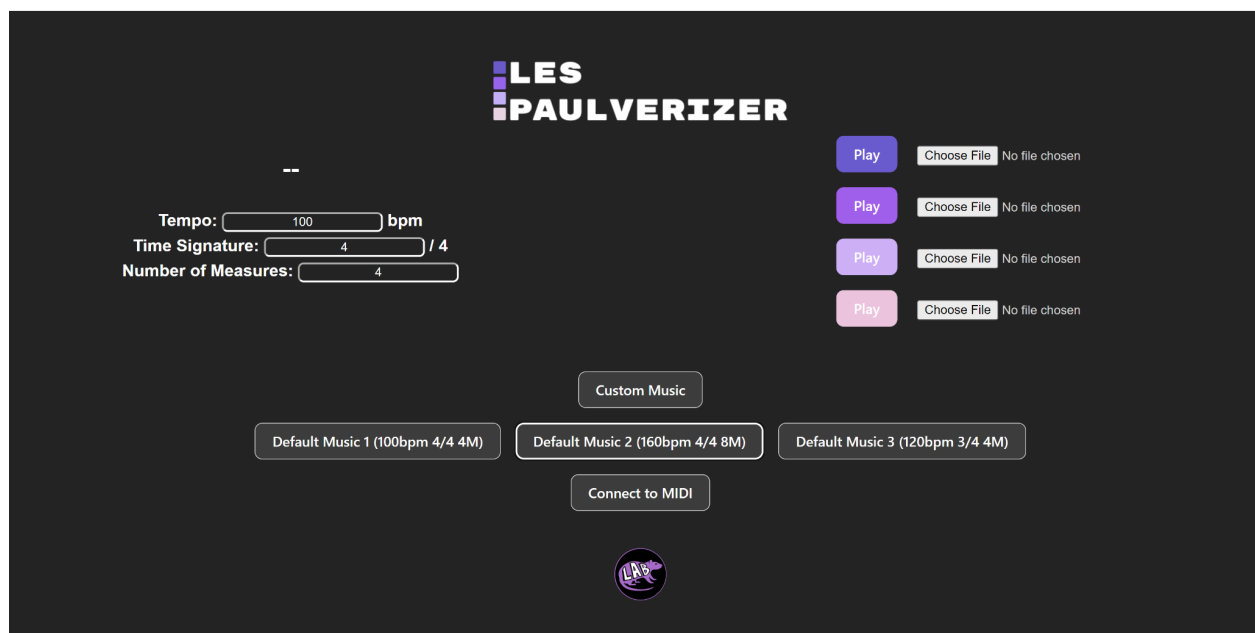 LES
PAULVERIZER
--
Tempo: 100 bpm
Time Signature: 4 / 4
Number of Measures: 4
Play Choose File No file chosen
Play Choose File No file chosen
Play Choose File No file chosen
Play Choose File No file chosen
Custom Music
Default Music 1 (100bpm 4/4 4M) Default Music 2 (160bpm 4/4 8M) Default Music 3 (120bpm 3/4 4M)
Connect to MIDI
LAB